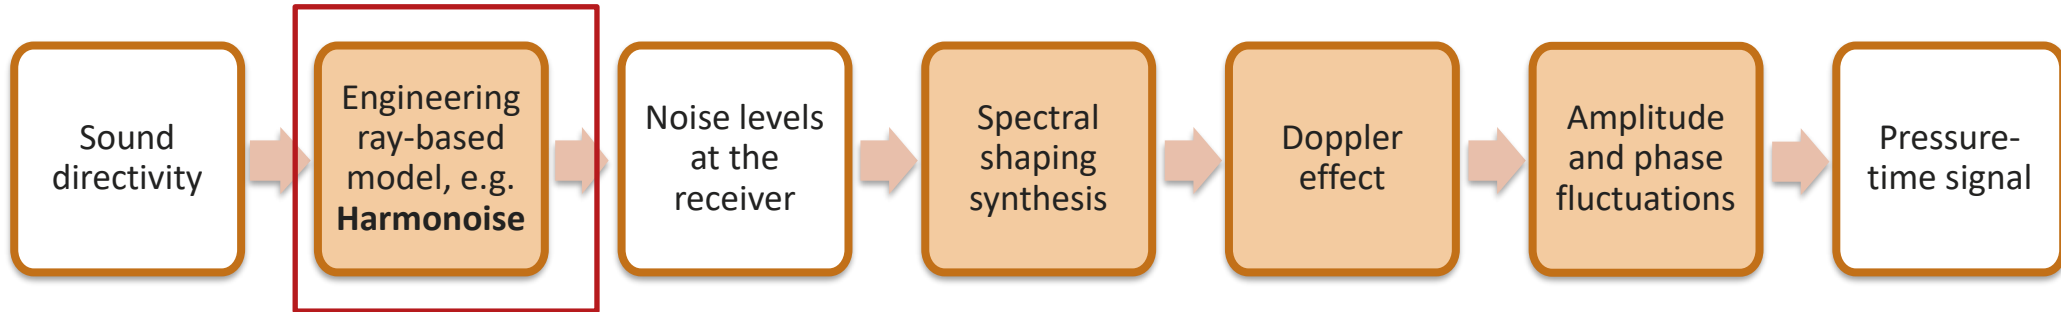 Sound
directivity
Engineering
ray-based
model, e.g.
Harmonoise
Noise levels
at the
receiver
Spectral
shaping
synthesis
Doppler
effect
Amplitude
and phase
fluctuations
Pressure-
time signal